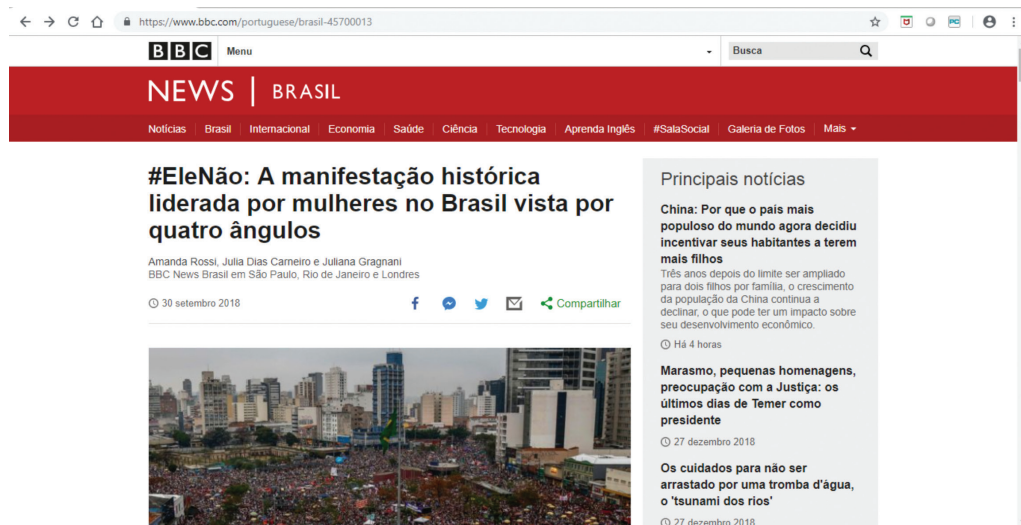 https://www.bbc.com/portuguese/brasil-45700013
BBC Menu Busca
NEWS BRASIL
Notícias Brasil Internacional Economia Saúde Ciência Tecnologia Aprenda Inglês #SalaSocial Galeria de Fotos Mais
#EleNão: A manifestação histórica
liderada por mulheres no Brasil vista por
quatro ângulos
Amanda Rossi, Julia Dias Carneiro e Juliana Gragnani
BBC News Brasil em São Paulo, Rio de Janeiro e Londres
30 setembro 2018
Compartilhar
Principais notícias
China: Por que o país mais
populoso do mundo agora decidiu
incentivar seus habitantes a terem
mais filhos
Três anos depois do limite ser ampliado
para dois filhos por família, o crescimento
da população da China continua a
declinar, o que pode ter um impacto sobre
seu desenvolvimento econômico.
Há 4 horas
Marasmo, pequenas homenagens,
preocupação com a Justiça: os
últimos dias de Temer como
presidente
27 dezembro 2018
Os cuidados para não ser
arrastado por uma tromba d'água,
o 'tsunami dos rios'
27 dezembro 2018